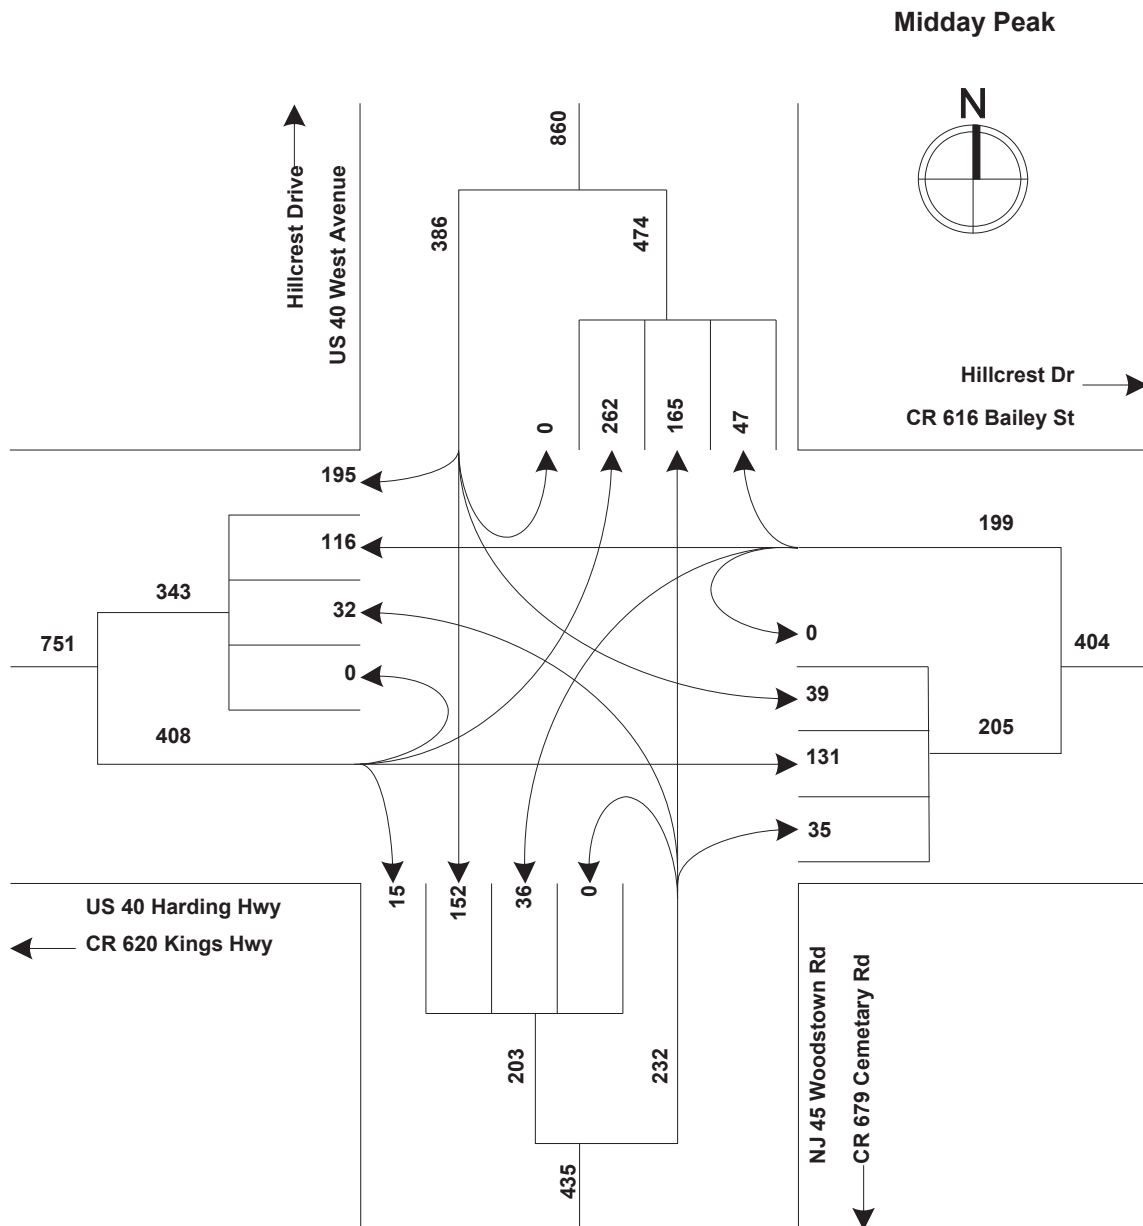 Midday Peak
N
Hillcrest Drive
US 40 West Avenue
860
386
474
Hillcrest Dr
CR 616 Bailey St
0
262
165
47
195
116
343
32
751
0
408
199
0
404
39
205
131
35
15
152
36
0
US 40 Harding Hwy
CR 620 Kings Hwy
NJ 45 Woodstown Rd
CR 679 Cemetary Rd
203
232
435